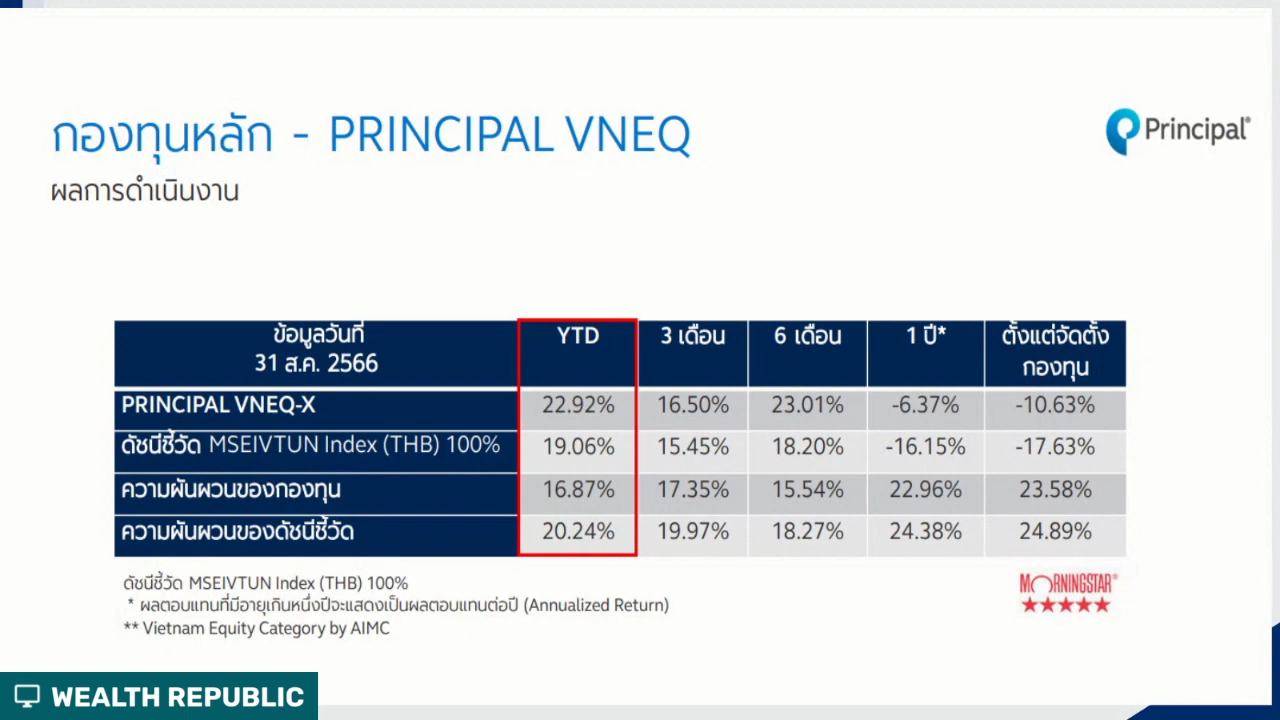 กองทุนหลัก - PRINCIPAL VNEQ
Principal®
ผลการดำเนินงาน
ข้อมูลวันที่ 31 ส.ค. 2566 YTD 3 เดือน 6 เดือน 1 ปี* ตั้งแต่จัดตั้งกองทุน
PRINCIPAL VNEQ-X 22.92% 16.50% 23.01% -6.37% -10.63%
ดัชนีชี้วัด MSEIVTUN Index (THB) 100% 19.06% 15.45% 18.20% -16.15% -17.63%
ความผันผวนของกองทุน 16.87% 17.35% 15.54% 22.96% 23.58%
ความผันผวนของดัชนีชี้วัด 20.24% 19.97% 18.27% 24.38% 24.89%
ดัชนีชี้วัด MSEIVTUN Index (THB) 100%
* ผลตอบแทนที่มีอายุเกินหนึ่งปีจะแสดงเป็นผลตอบแทนต่อปี (Annualized Return)
** Vietnam Equity Category by AIMC
MORNINGSTAR®
★★★★★
WEALTH REPUBLIC